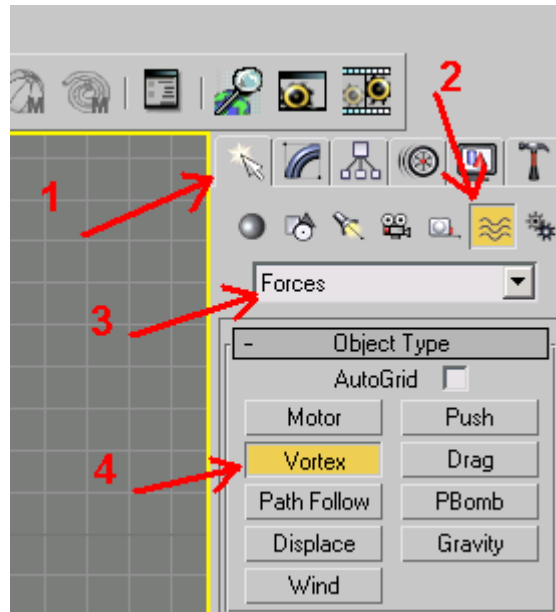 M
M
2
1
Forces
3
- Object Type
AutoGrid
Motor Push
Vortex Drag
4
Path Follow PBomb
Displace Gravity
Wind